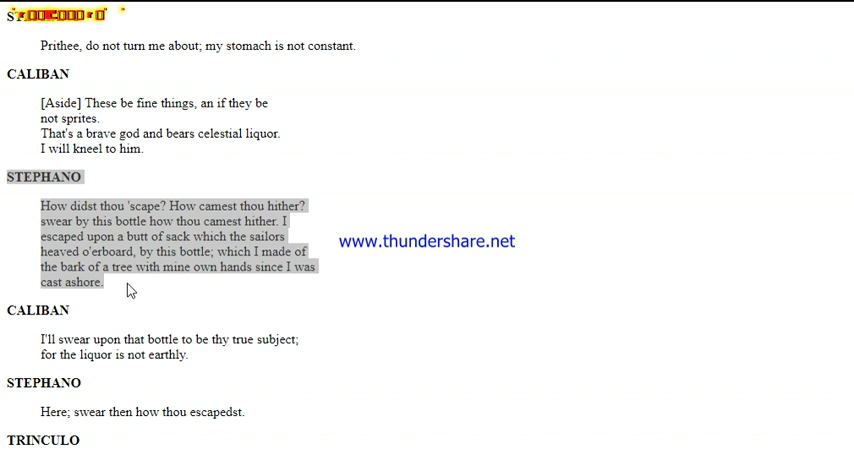 Prithee, do not turn me about; my stomach is not constant.
CALIBAN
[Aside] These be fine things, an if they be
not sprites.
That's a brave god and bears celestial liquor.
I will kneel to him.
STEPHANO
How didst thou 'scape? How camest thou hither?
swear by this bottle how thou camest hither. I
escaped upon a butt of sack which the sailors
heaved o'erboard, by this bottle; which I made of
the bark of a tree with mine own hands since I was
cast ashore.
www.thundershare.net
CALIBAN
I'll swear upon that bottle to be thy true subject;
for the liquor is not earthly.
STEPHANO
Here; swear then how thou escapedst.
TRINCULO